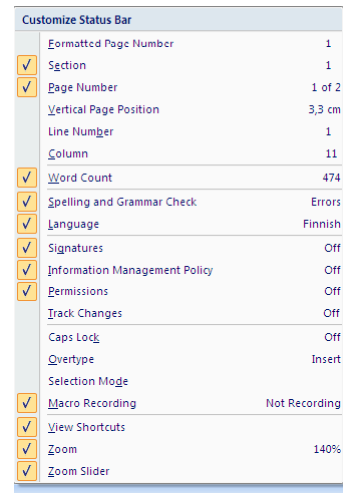 Customize Status Bar
Formatted Page Number 1
Section 1
Page Number 1 of 2
Vertical Page Position 3,3 cm
Line Number 1
Column 11
Word Count 474
Spelling and Grammar Check Errors
Language Finnish
Signatures Off
Information Management Policy Off
Permissions Off
Track Changes Off
Caps Lock Off
Overtype Insert
Selection Mode
Macro Recording Not Recording
View Shortcuts
Zoom 140%
Zoom Slider